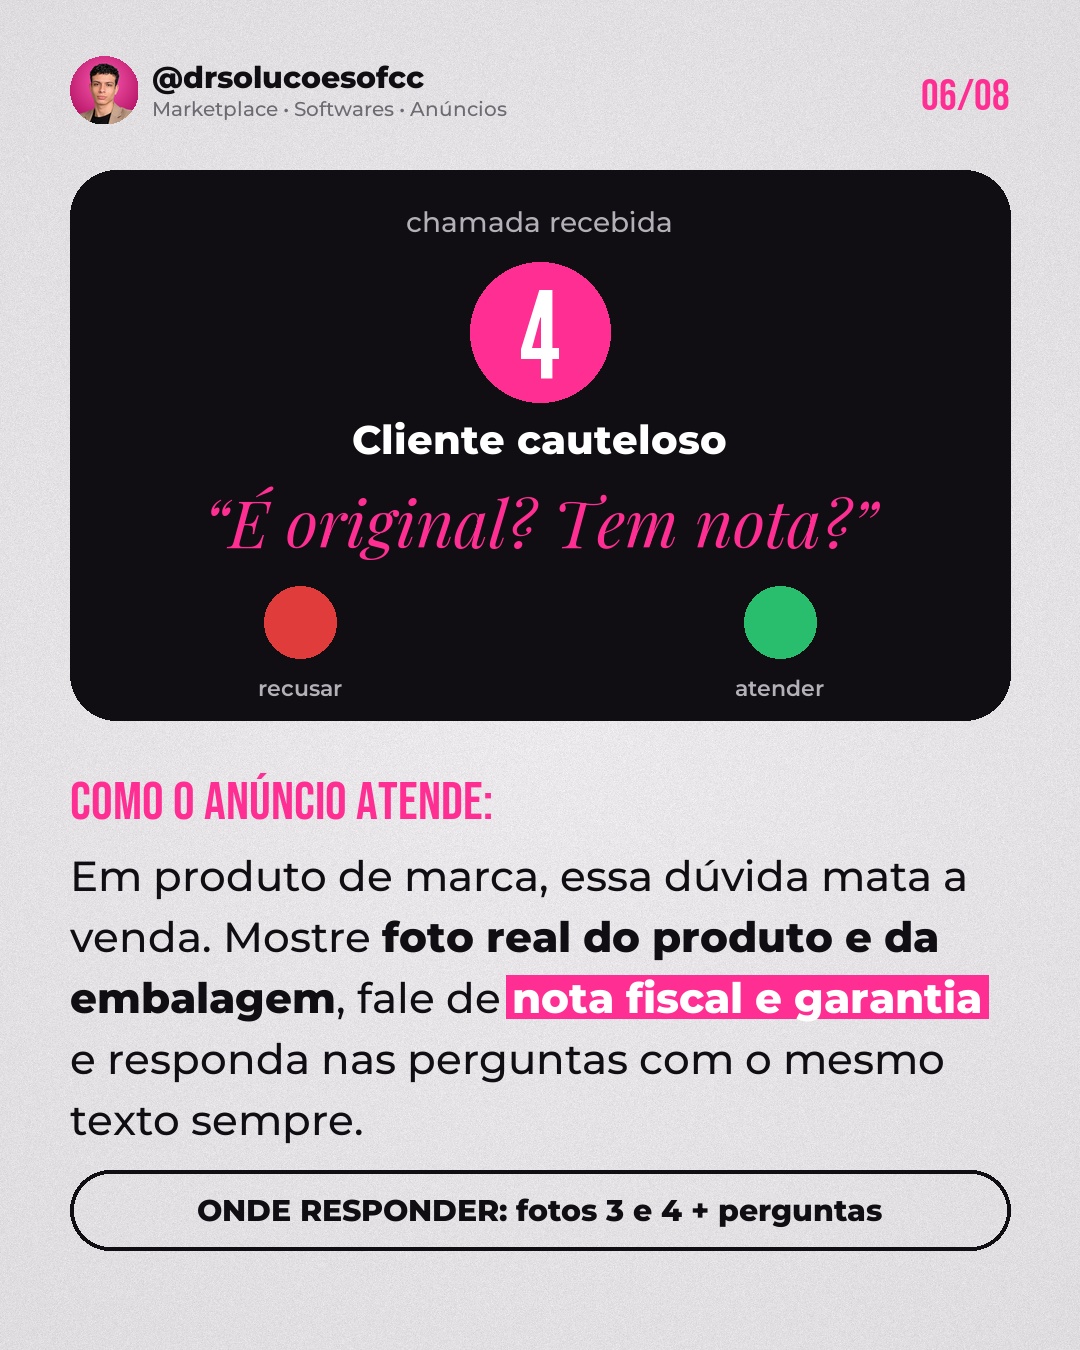 @drsolucoesofcc
Marketplace • Softwares • Anúncios
06/08
chamada recebida
4
Cliente cauteloso
“É original? Tem nota?”
recusar
atender
COMO O ANÚNCIO ATENDE:
Em produto de marca, essa dúvida mata a
venda. Mostre foto real do produto e da
embalagem, fale de nota fiscal e garantia
e responda nas perguntas com o mesmo
texto sempre.
ONDE RESPONDER: fotos 3 e 4 + perguntas